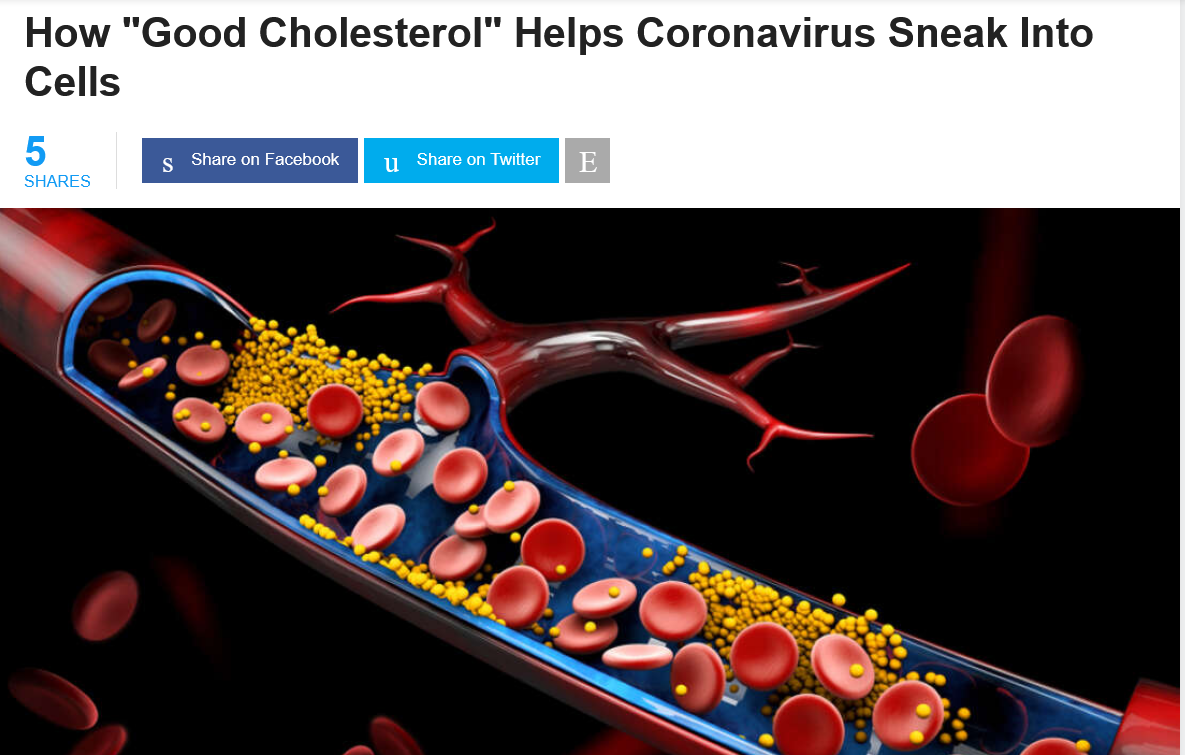 How "Good Cholesterol" Helps Coronavirus Sneak Into
Cells
5
SHARES
s Share on Facebook
u Share on Twitter
E